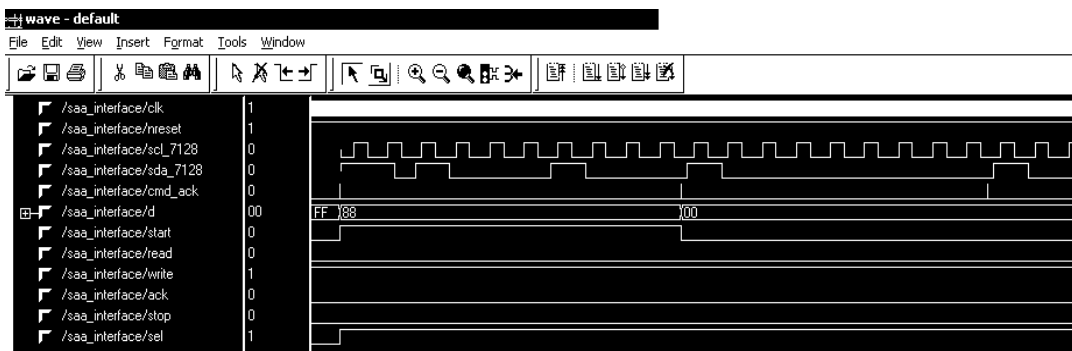 wave - default
File Edit View Insert Format Tools Window
/saa_interface/clk 1
/saa_interface/nreset 1
/saa_interface/scl_7128 0
/saa_interface/sda_7128 0
/saa_interface/cmd_ack 0
/saa_interface/d 00 FF 88 00
/saa_interface/start 0
/saa_interface/read 0
/saa_interface/write 1
/saa_interface/ack 0
/saa_interface/stop 0
/saa_interface/sel 1